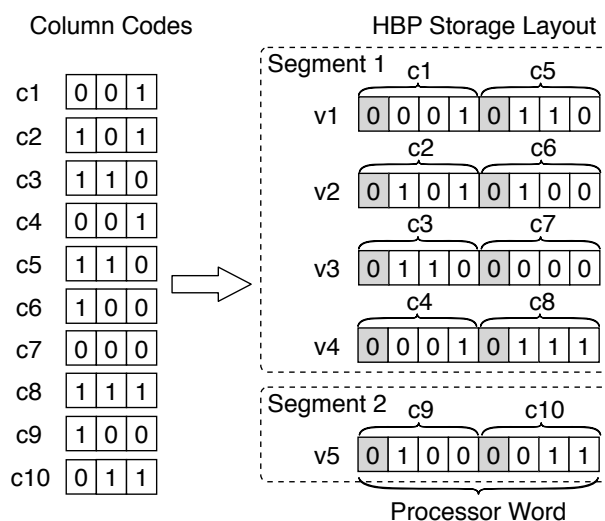 Column Codes
c1 0 0 1
c2 1 0 1
c3 1 1 0
c4 0 0 1
c5 1 1 0
c6 1 0 0
c7 0 0 0
c8 1 1 1
c9 1 0 0
c10 0 1 1
HBP Storage Layout
Segment 1
c1 c5
v1 0 0 0 1 0 1 1 0
c2 c6
v2 0 1 0 1 0 1 0 0
c3 c7
v3 0 1 1 0 0 0 0 0
c4 c8
v4 0 0 0 1 0 1 1 1
Segment 2
c9 c10
v5 0 1 0 0 0 0 1 1
Processor Word